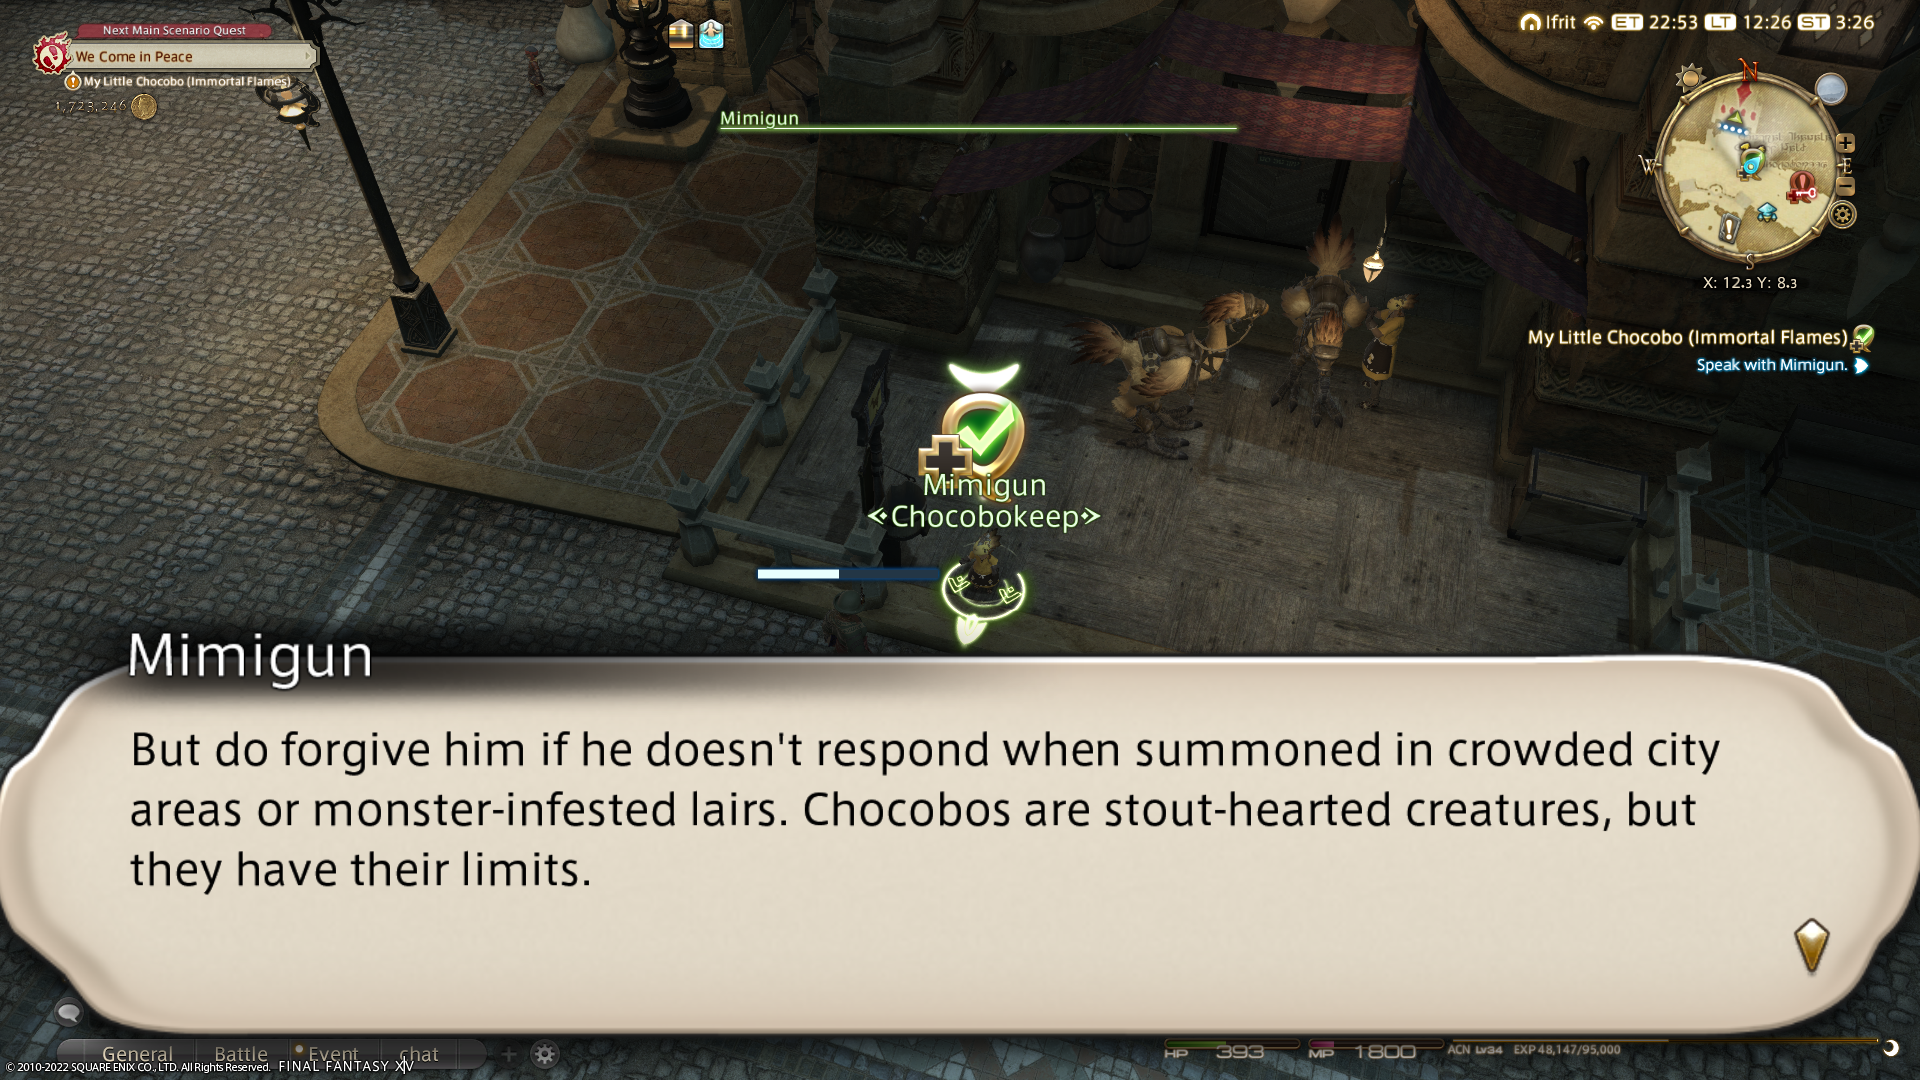 Next Main Scenario Quest
We Come in Peace
My Little Chocobo (Immortal Flames)
1,723,246
Mimigun
Ifrit ET 22:53 LT 12:26 ST 3:26
N
W
E
S
X: 12.3 Y: 8.3
My Little Chocobo (Immortal Flames)
Speak with Mimigun.
Mimigun
Chocobokeep
Mimigun
But do forgive him if he doesn't respond when summoned in crowded city
areas or monster-infested lairs. Chocobos are stout-hearted creatures, but
they have their limits.
General Battle Event chat
HP 393 MP 1800 ACN Lv34 EXP 48,147/95,000
© 2010-2022 SQUARE ENIX CO., LTD. All Rights Reserved. FINAL FANTASY XIV